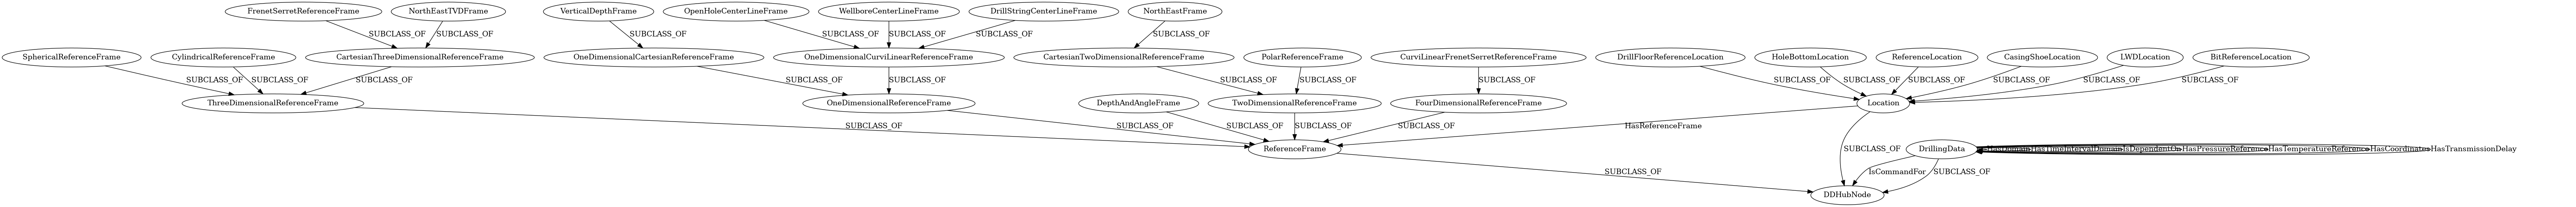 FrenetSerretReferenceFrame
NorthEastTVDFrame
VerticalDepthFrame
OpenHoleCenterLineFrame
WellboreCenterLineFrame
DrillStringCenterLineFrame
NorthEastFrame
SUBCLASS_OF
SUBCLASS_OF
SUBCLASS_OF
SUBCLASS_OF
SUBCLASS_OF
SUBCLASS_OF
SUBCLASS_OF
SphericalReferenceFrame
CylindricalReferenceFrame
CartesianThreeDimensionalReferenceFrame
OneDimensionalCartesianReferenceFrame
OneDimensionalCurviLinearReferenceFrame
CartesianTwoDimensionalReferenceFrame
PolarReferenceFrame
CurviLinearFrenetSerretReferenceFrame
DrillFloorReferenceLocation
HoleBottomLocation
ReferenceLocation
CasingShoeLocation
LWDLocation
BitReferenceLocation
SUBCLASS_OF
SUBCLASS_OF
SUBCLASS_OF
SUBCLASS_OF
SUBCLASS_OF
SUBCLASS_OF
SUBCLASS_OF
SUBCLASS_OF
SUBCLASS_OF
SUBCLASS_OF
SUBCLASS_OF
SUBCLASS_OF
SUBCLASS_OF
SUBCLASS_OF
ThreeDimensionalReferenceFrame
OneDimensionalReferenceFrame
DepthAndAngleFrame
TwoDimensionalReferenceFrame
FourDimensionalReferenceFrame
Location
SUBCLASS_OF
SUBCLASS_OF
SUBCLASS_OF
SUBCLASS_OF
SUBCLASS_OF
HasReferenceFrame
ReferenceFrame
SUBCLASS_OF
DrillingData
HasTimeIntervalDomain
IsDependentOn
HasPressureReference
HasTemperatureReference
HasCoordinate
HasTransmissionDelay
SUBCLASS_OF
IsCommandFor
SUBCLASS_OF
DDHubNode